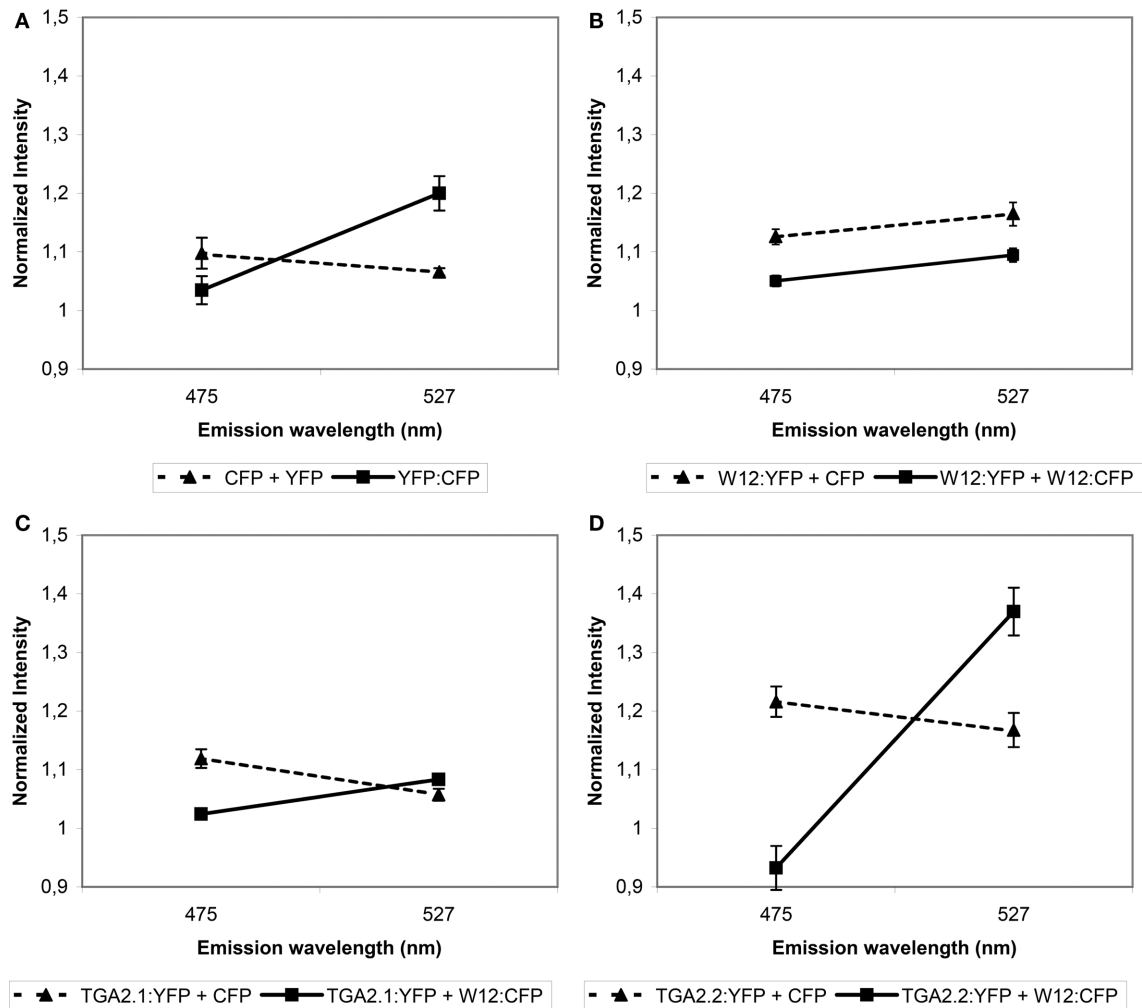 A
Normalized Intensity
1,5
1,4
1,3
1,2
1,1
1
0,9
475 527
Emission wavelength (nm)
CFP + YFP YFP:CFP
B
Normalized Intensity
1,5
1,4
1,3
1,2
1,1
1
0,9
475 527
Emission wavelength (nm)
W12:YFP + CFP W12:YFP + W12:CFP
C
Normalized Intensity
1,5
1,4
1,3
1,2
1,1
1
0,9
475 527
Emission wavelength (nm)
TGA2.1:YFP + CFP TGA2.1:YFP + W12:CFP
D
Normalized Intensity
1,5
1,4
1,3
1,2
1,1
1
0,9
475 527
Emission wavelength (nm)
TGA2.2:YFP + CFP TGA2.2:YFP + W12:CFP